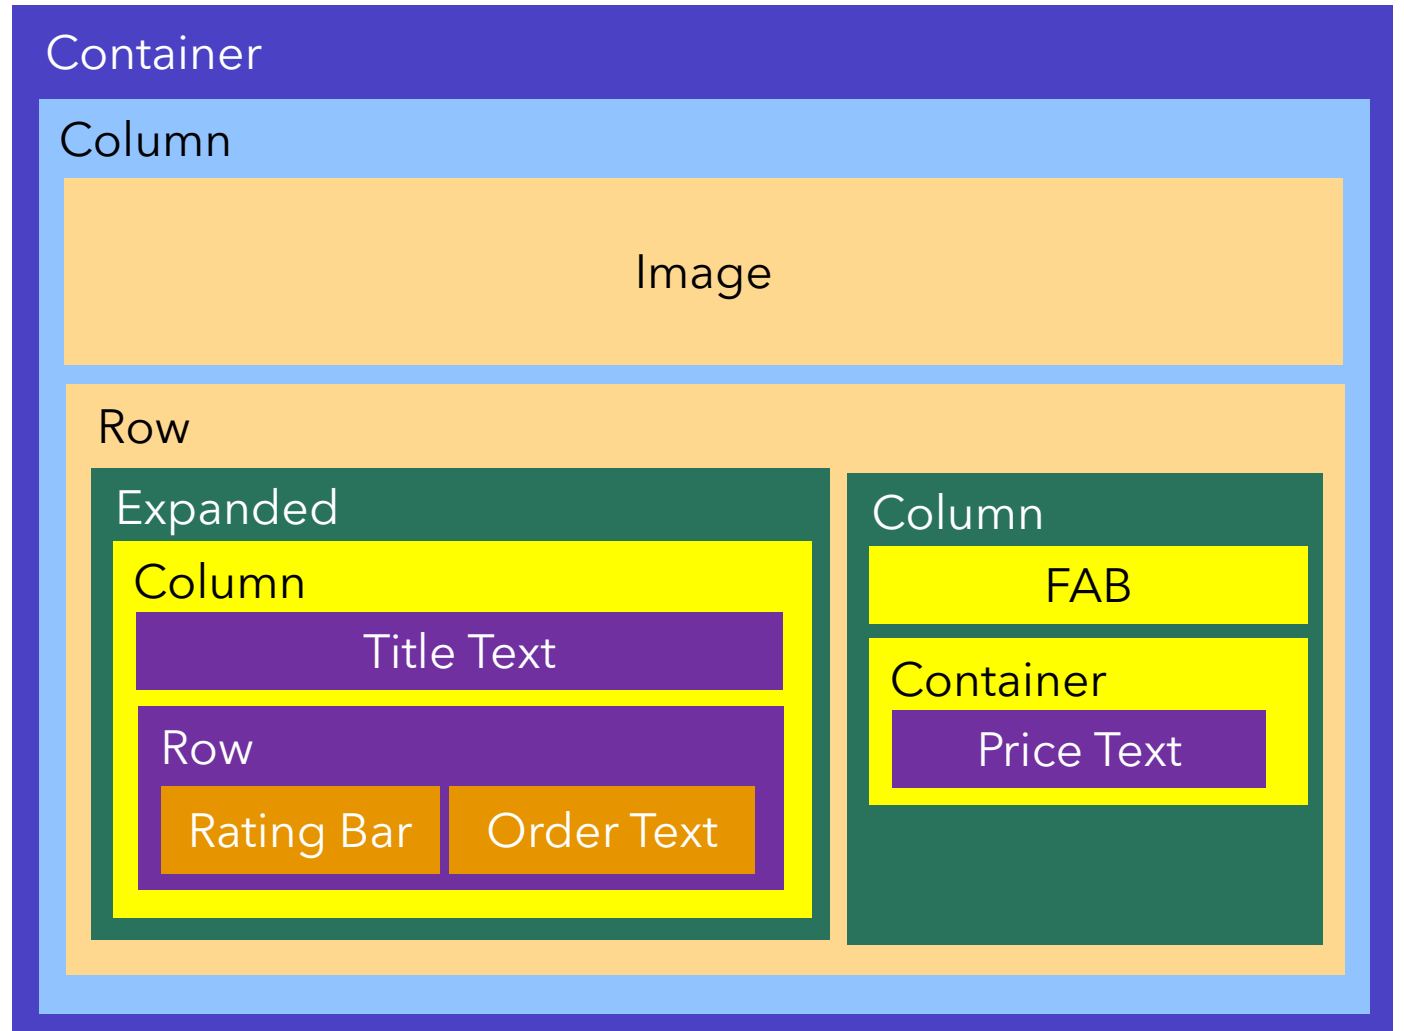 Container
Column
Image
Row
Expanded
Column
Title Text
Row
Rating Bar
Order Text
Column
FAB
Container
Price Text